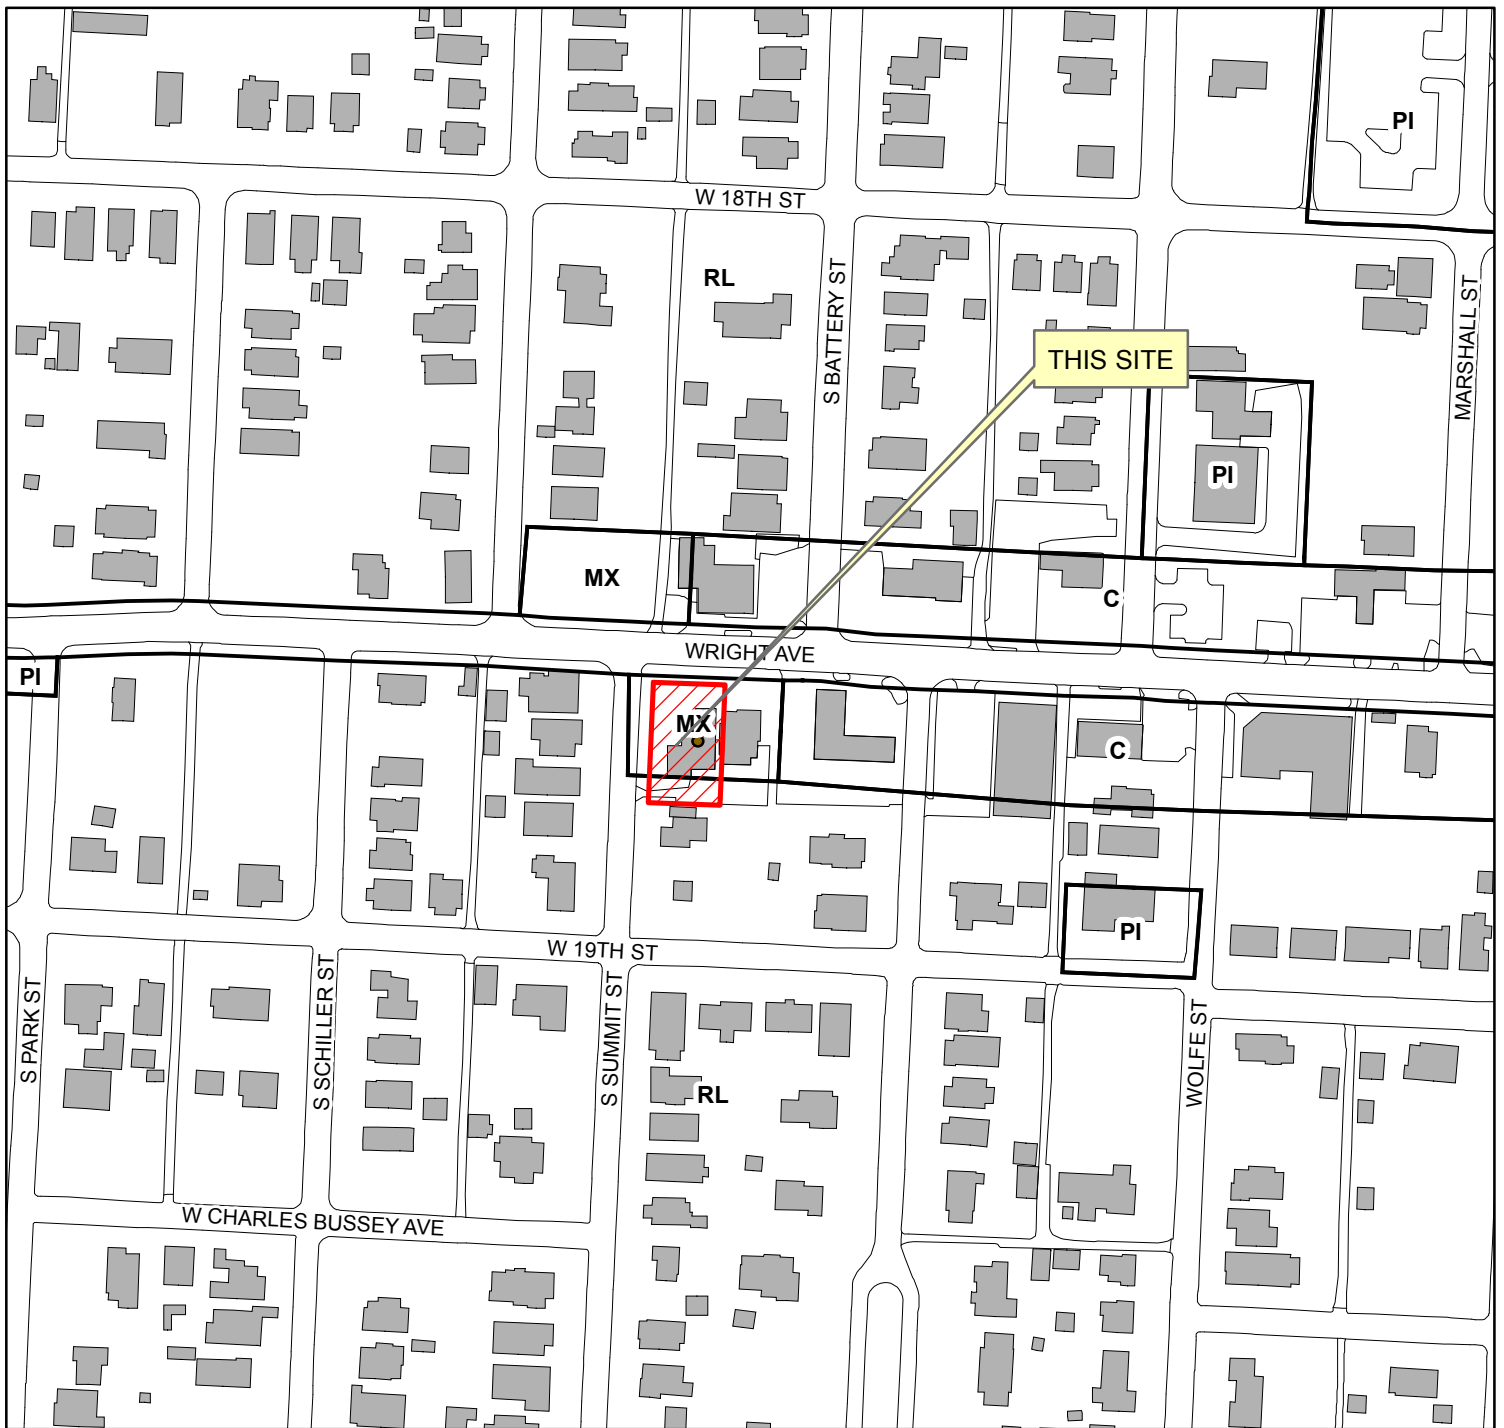 PI
W 18TH ST
RL
S BATTERY ST
MARSHALL ST
THIS SITE
PI
MX
C
WRIGHT AVE
PI
MX
C
PI
W 19TH ST
S PARK ST
S SCHILLER ST
S SUMMIT ST
WOLFE ST
RL
W CHARLES BUSSEY AVE